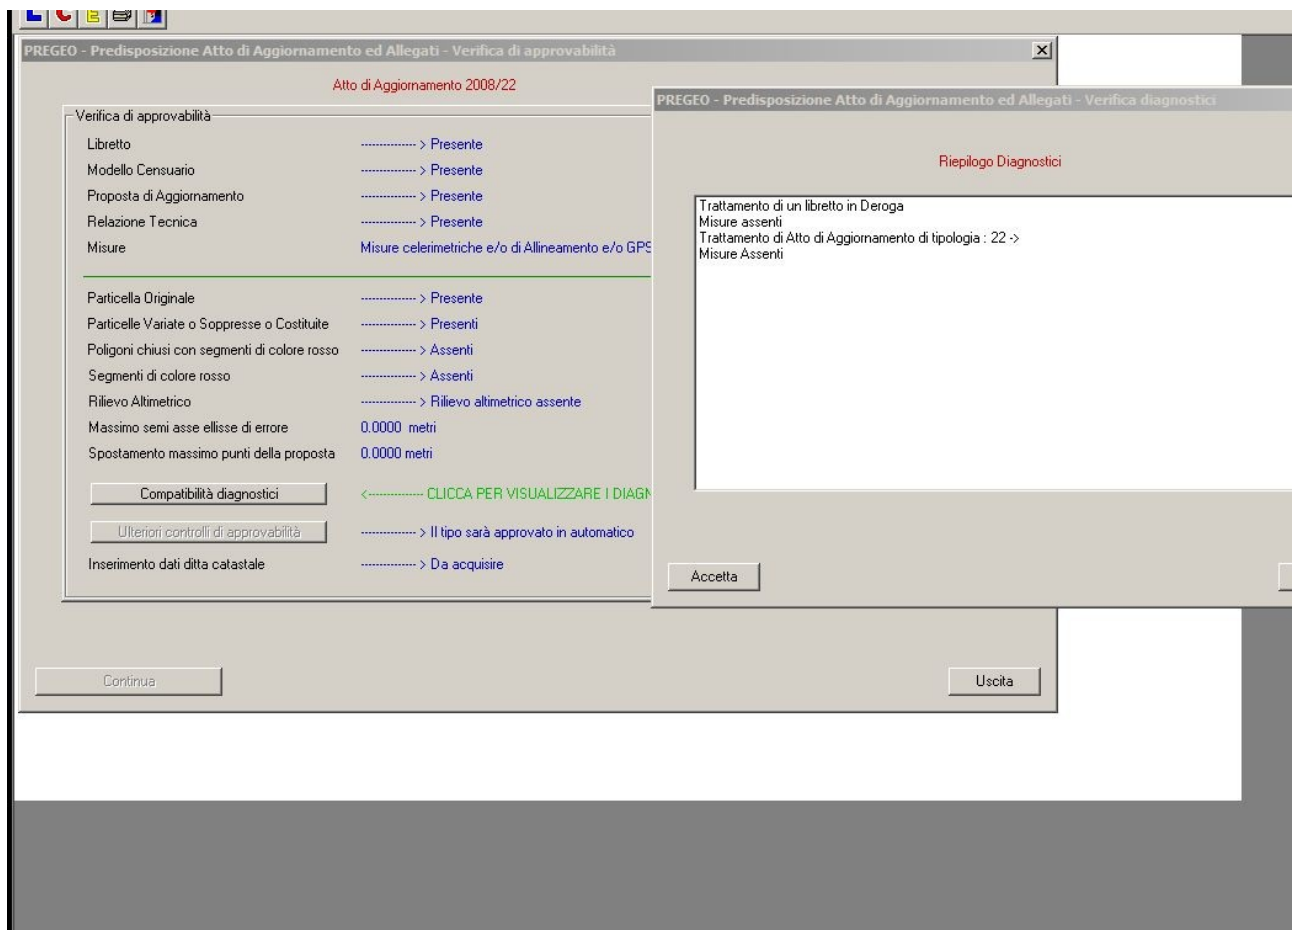 L C E
PREGEO - Predisposizione Atto di Aggiornamento ed Allegati - Verifica di approvabilità
Atto di Aggiornamento 2008/22
Verifica di approvabilità
Libretto -------------- > Presente
Modello Censuario -------------- > Presente
Proposta di Aggiornamento -------------- > Presente
Relazione Tecnica -------------- > Presente
Misure Misure celerimetriche e/o di Allineamento e/o GPS
Particella Originale -------------- > Presente
Particelle Variate o Soppresse o Costituite -------------- > Presenti
Poligoni chiusi con segmenti di colore rosso -------------- > Assenti
Segmenti di colore rosso -------------- > Assenti
Rilievo Altimetrico -------------- > Rilievo altimetrico assente
Massimo semi asse ellisse di errore 0.0000 metri
Spostamento massimo punti della proposta 0.0000 metri
Compatibilità diagnostici <-------------- CLICCA PER VISUALIZZARE I DIAGN
Ulteriori controlli di approvabilità -------------- > Il tipo sarà approvato in automatico
Inserimento dati ditta catastale -------------- > Da acquisire
Continua
Uscita
PREGEO - Predisposizione Atto di Aggiornamento ed Allegati - Verifica diagnostici
Riepilogo Diagnostici
Trattamento di un libretto in Deroga
Misure assenti
Trattamento di Atto di Aggiornamento di tipologia : 22 ->
Misure Assenti
Accetta